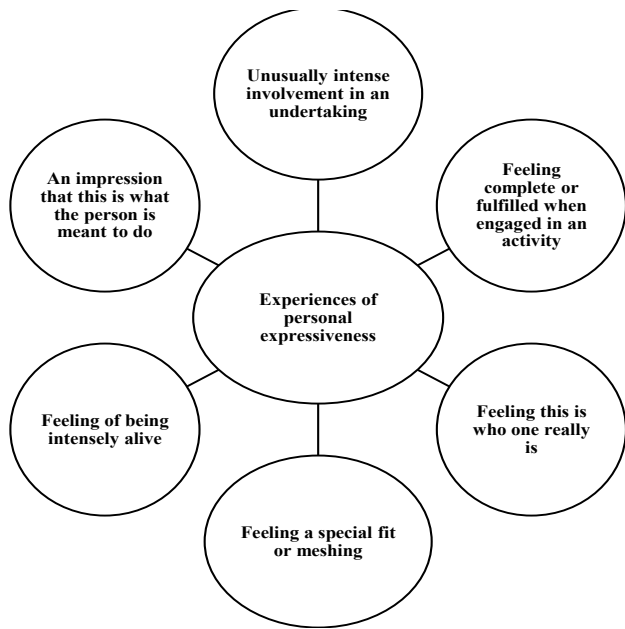 Unusually intense
involvement in an
undertaking
An impression
that this is what
the person is
meant to do
Feeling
complete or
fulfilled when
engaged in an
activity
Experiences of
personal
expressiveness
Feeling of being
intensely alive
Feeling this is
who one really
is
Feeling a special fit
or meshing